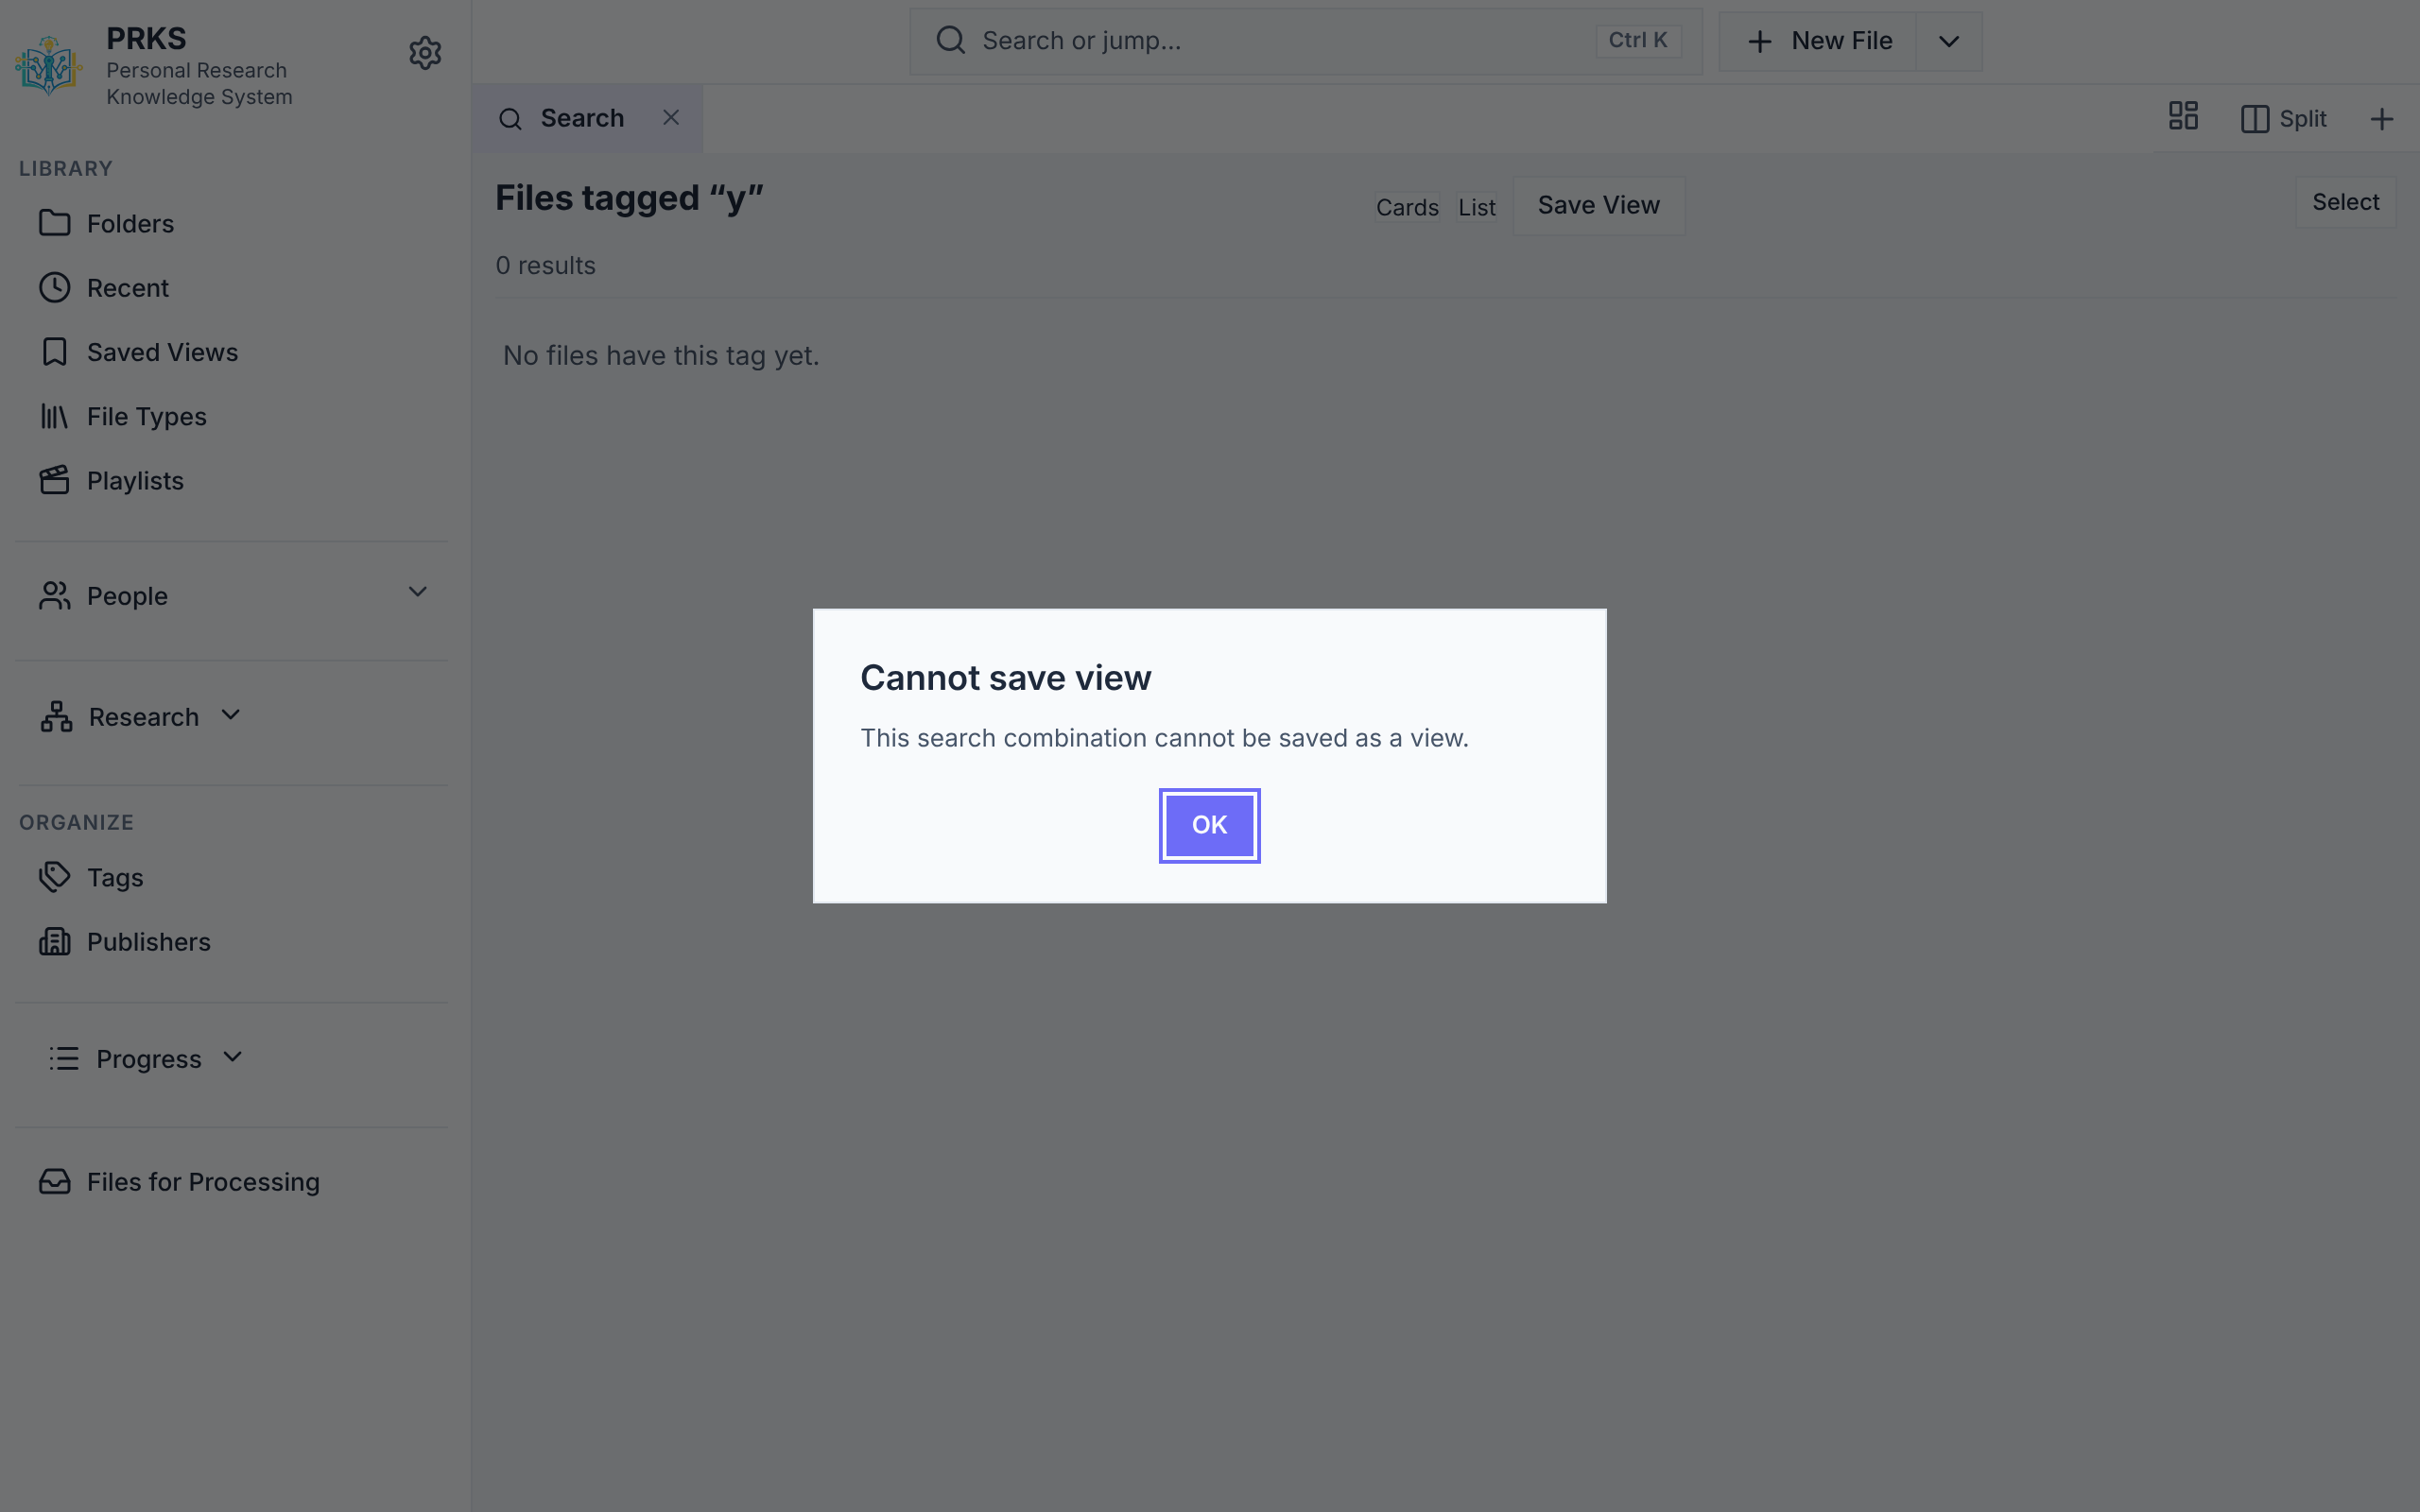 PRKS
Personal Research
Knowledge System
Search or jump...
Ctrl K
New File
Search
Split
LIBRARY
Folders
Recent
Saved Views
File Types
Playlists
People
Research
ORGANIZE
Tags
Publishers
Progress
Files for Processing
Files tagged “y”
Cards
List
Save View
Select
0 results
No files have this tag yet.
Cannot save view
This search combination cannot be saved as a view.
OK